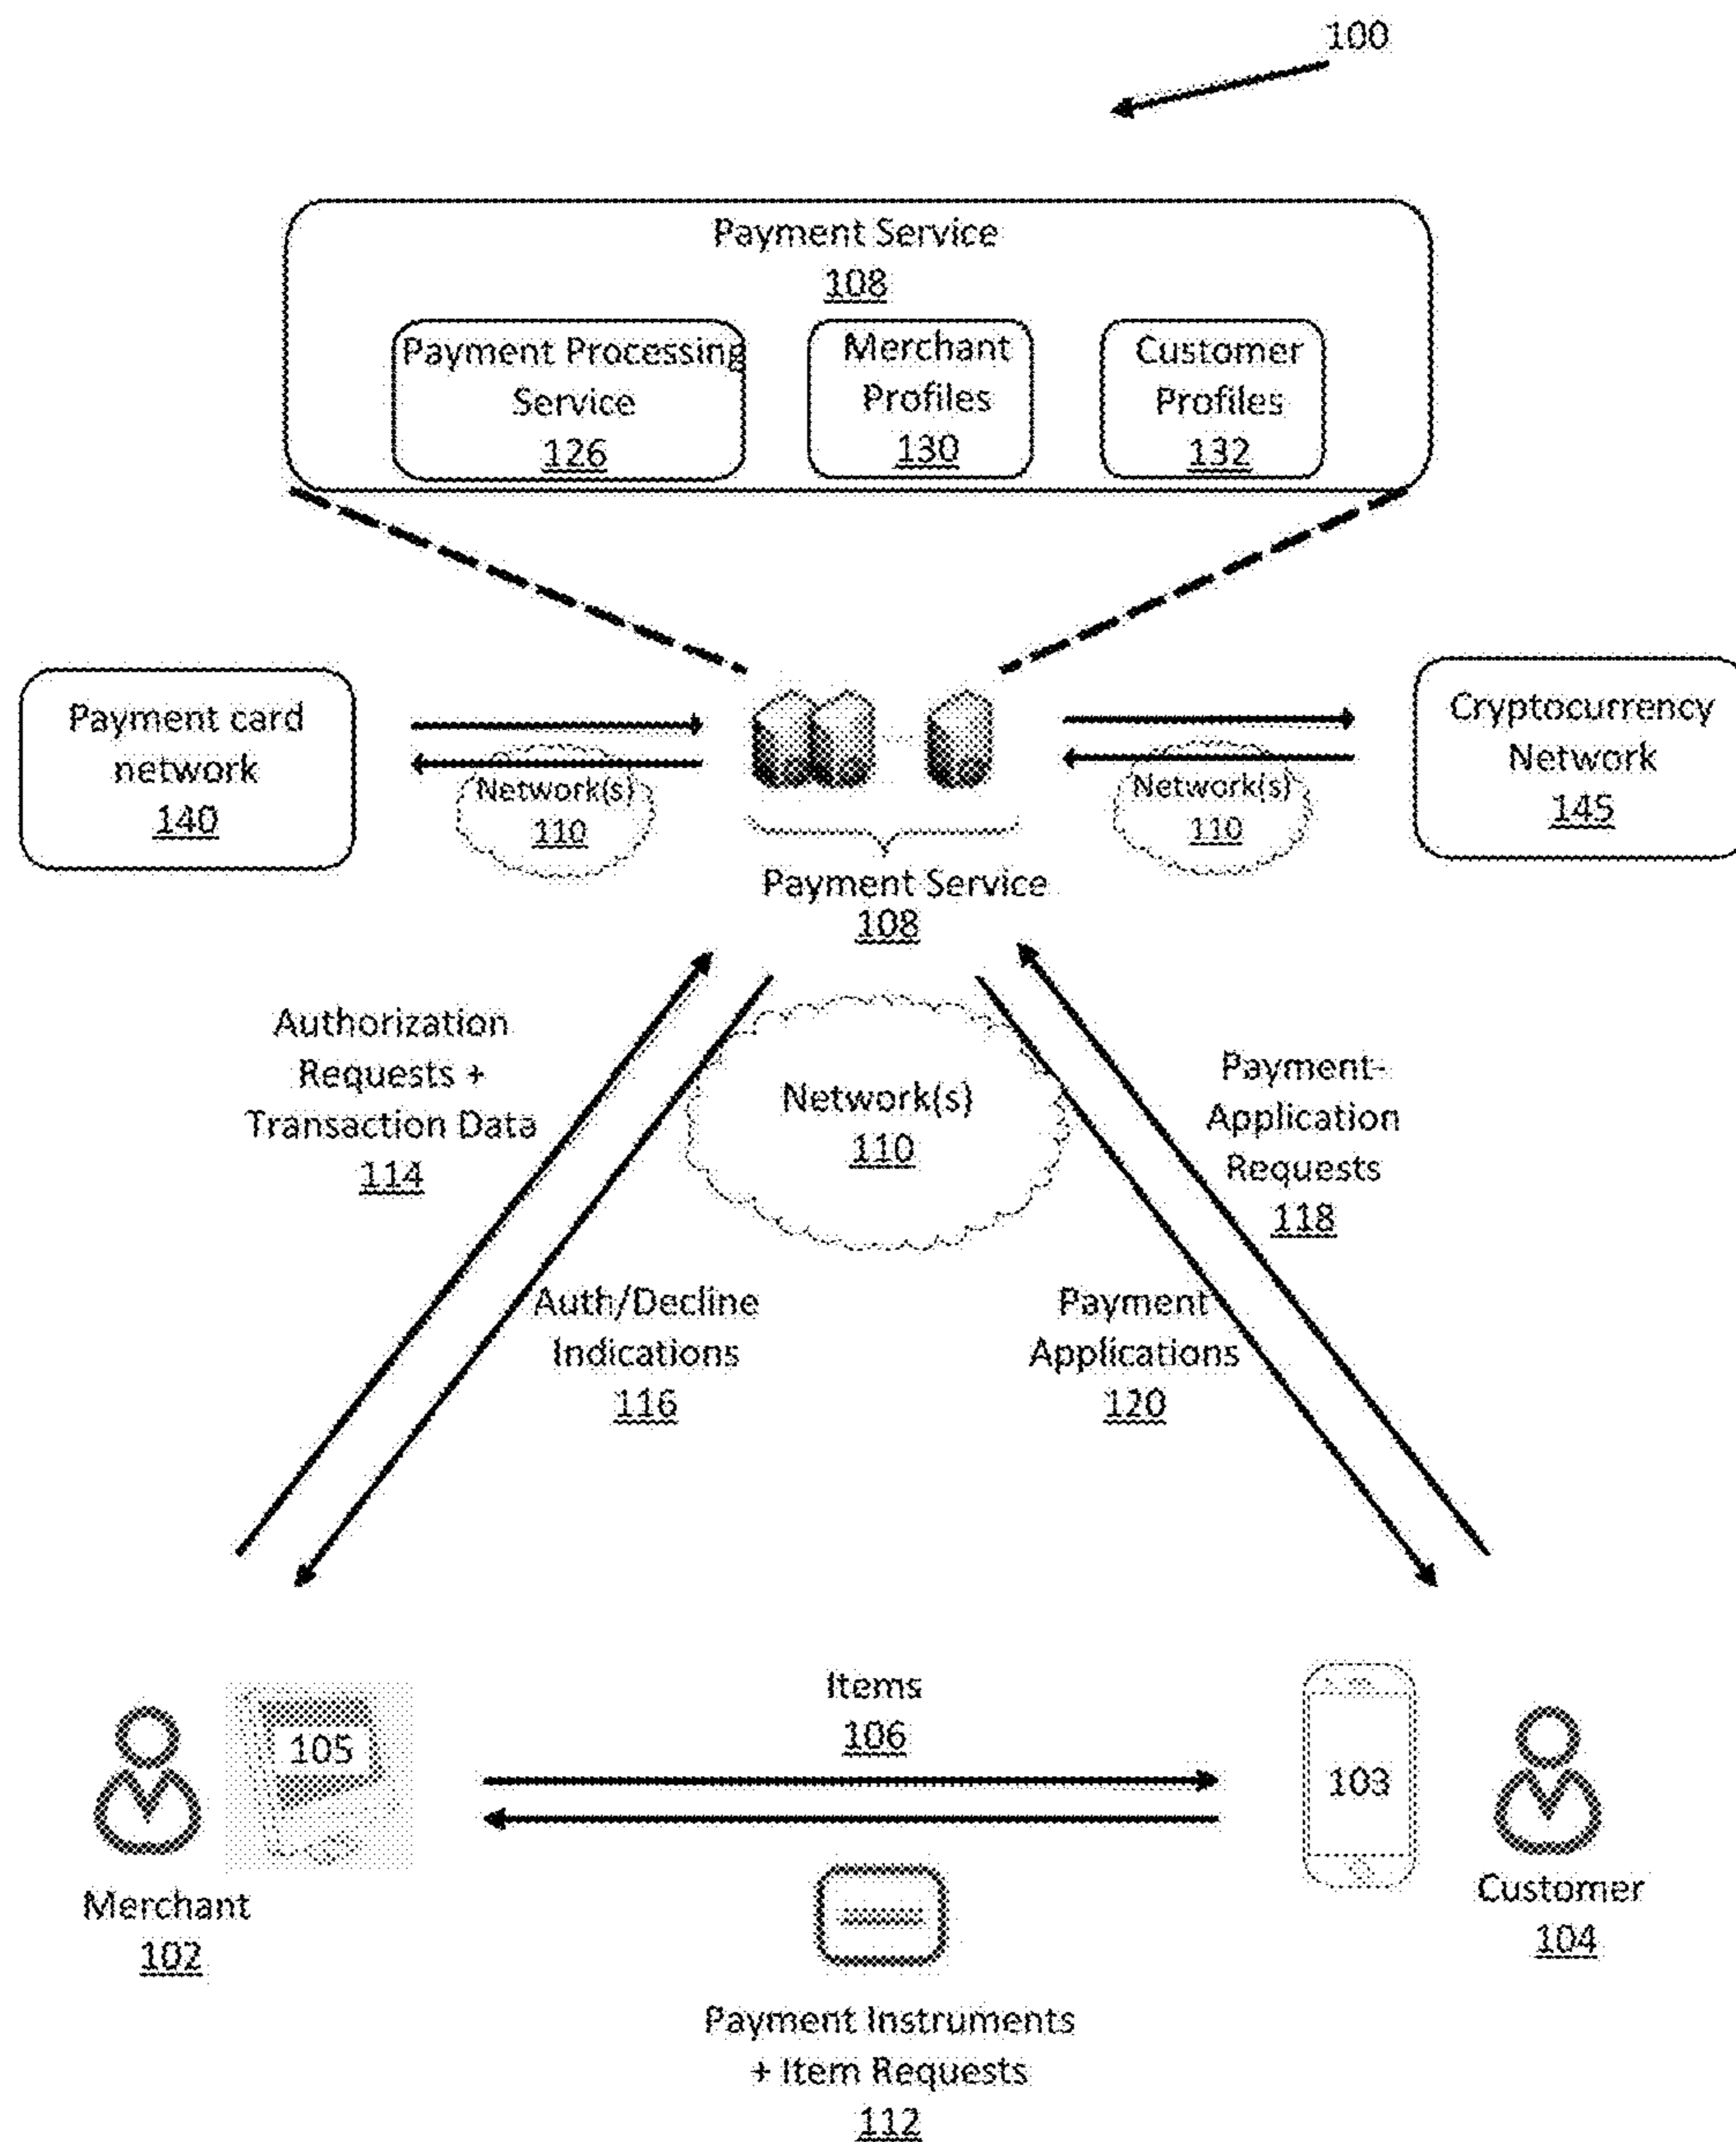 100
Payment Service
108
Payment Processing
Service
126
Merchant
Profiles
130
Customer
Profiles
132
Payment card
network
140
Network(s)
110
Payment Service
108
Network(s)
110
Cryptocurrency
Network
145
Authorization
Requests +
Transaction Data
114
Network(s)
110
Payment-
Application
Requests
118
Auth/Decline
Indications
116
Payment
Applications
120
Items
106
105
103
Merchant
102
Customer
104
Payment Instruments
+ Item Requests
112